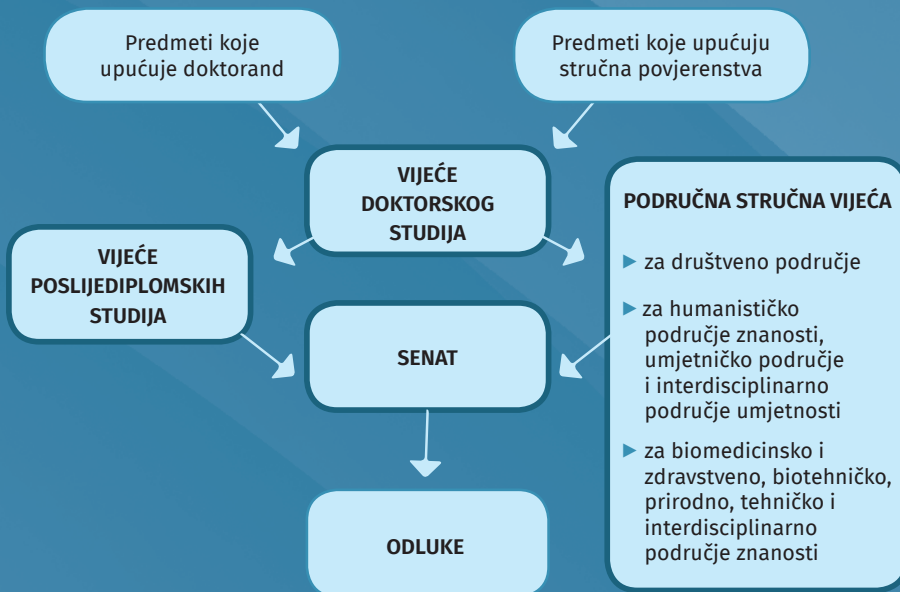 Predmeti koje
upućuje doktorand
Predmeti koje upućuju
stručna povjerenstva
VIJEĆE
DOKTORSKOG
STUDIJA
VIJEĆE
POSLIJEDIPLOMSKIH
STUDIJA
SENAT
ODLUKE
PODRUČNA STRUČNA VIJEĆA
za društveno područje
za humanističko
područje znanosti,
umjetničko područje
i interdisciplinarno
područje umjetnosti
za biomedicinsko i
zdravstveno, biotehničko,
prirodno, tehničko i
interdisciplinarno
područje znanosti